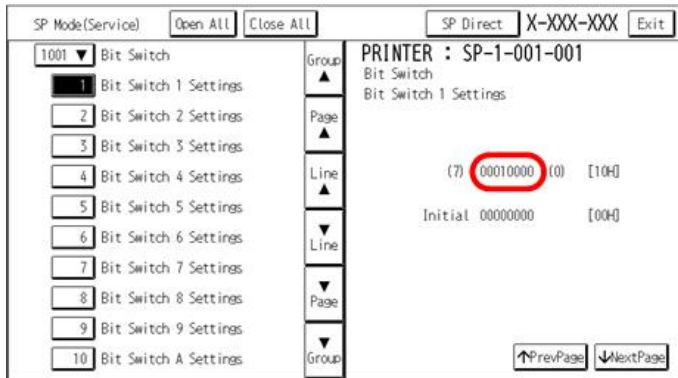 SP Mode(Service) Open All Close All SP Direct X-XXX-XXX Exit
1001 ▼ Bit Switch
1 Bit Switch 1 Settings
2 Bit Switch 2 Settings
3 Bit Switch 3 Settings
4 Bit Switch 4 Settings
5 Bit Switch 5 Settings
6 Bit Switch 6 Settings
7 Bit Switch 7 Settings
8 Bit Switch 8 Settings
9 Bit Switch 9 Settings
10 Bit Switch A Settings
Group
▲
Page
▲
Line
▲
▼
Line
▼
Page
▼
Group
PRINTER : SP-1-001-001
Bit Switch
Bit Switch 1 Settings
(7) 00010000 (0) [10H]
Initial 00000000 [00H]
↑PrevPage ↓NextPage